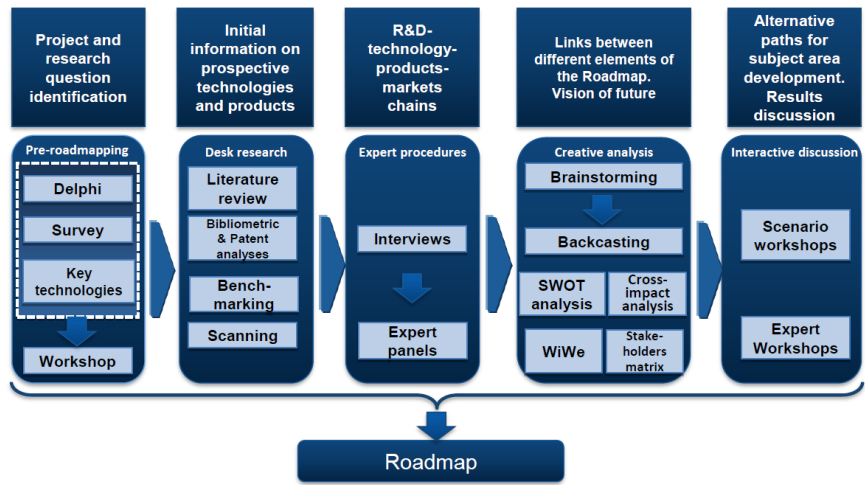 Project and
research
question
identification
Initial
information on
prospective
technologies
and products
R&D-
technology-
products-
markets
chains
Links between
different elements of
the Roadmap.
Vision of future
Alternative
paths for
subject area
development.
Results
discussion
Pre-roadmapping
Delphi
Survey
Key
technologies
Workshop
Desk research
Literature
review
Bibliometric
& Patent
analyses
Bench-
marking
Scanning
Expert procedures
Interviews
Expert
panels
Creative analysis
Brainstorming
Backcasting
SWOT
analysis
Cross-
impact
analysis
WiWe
Stake-
holders
matrix
Interactive discussion
Scenario
workshops
Expert
Workshops
Roadmap